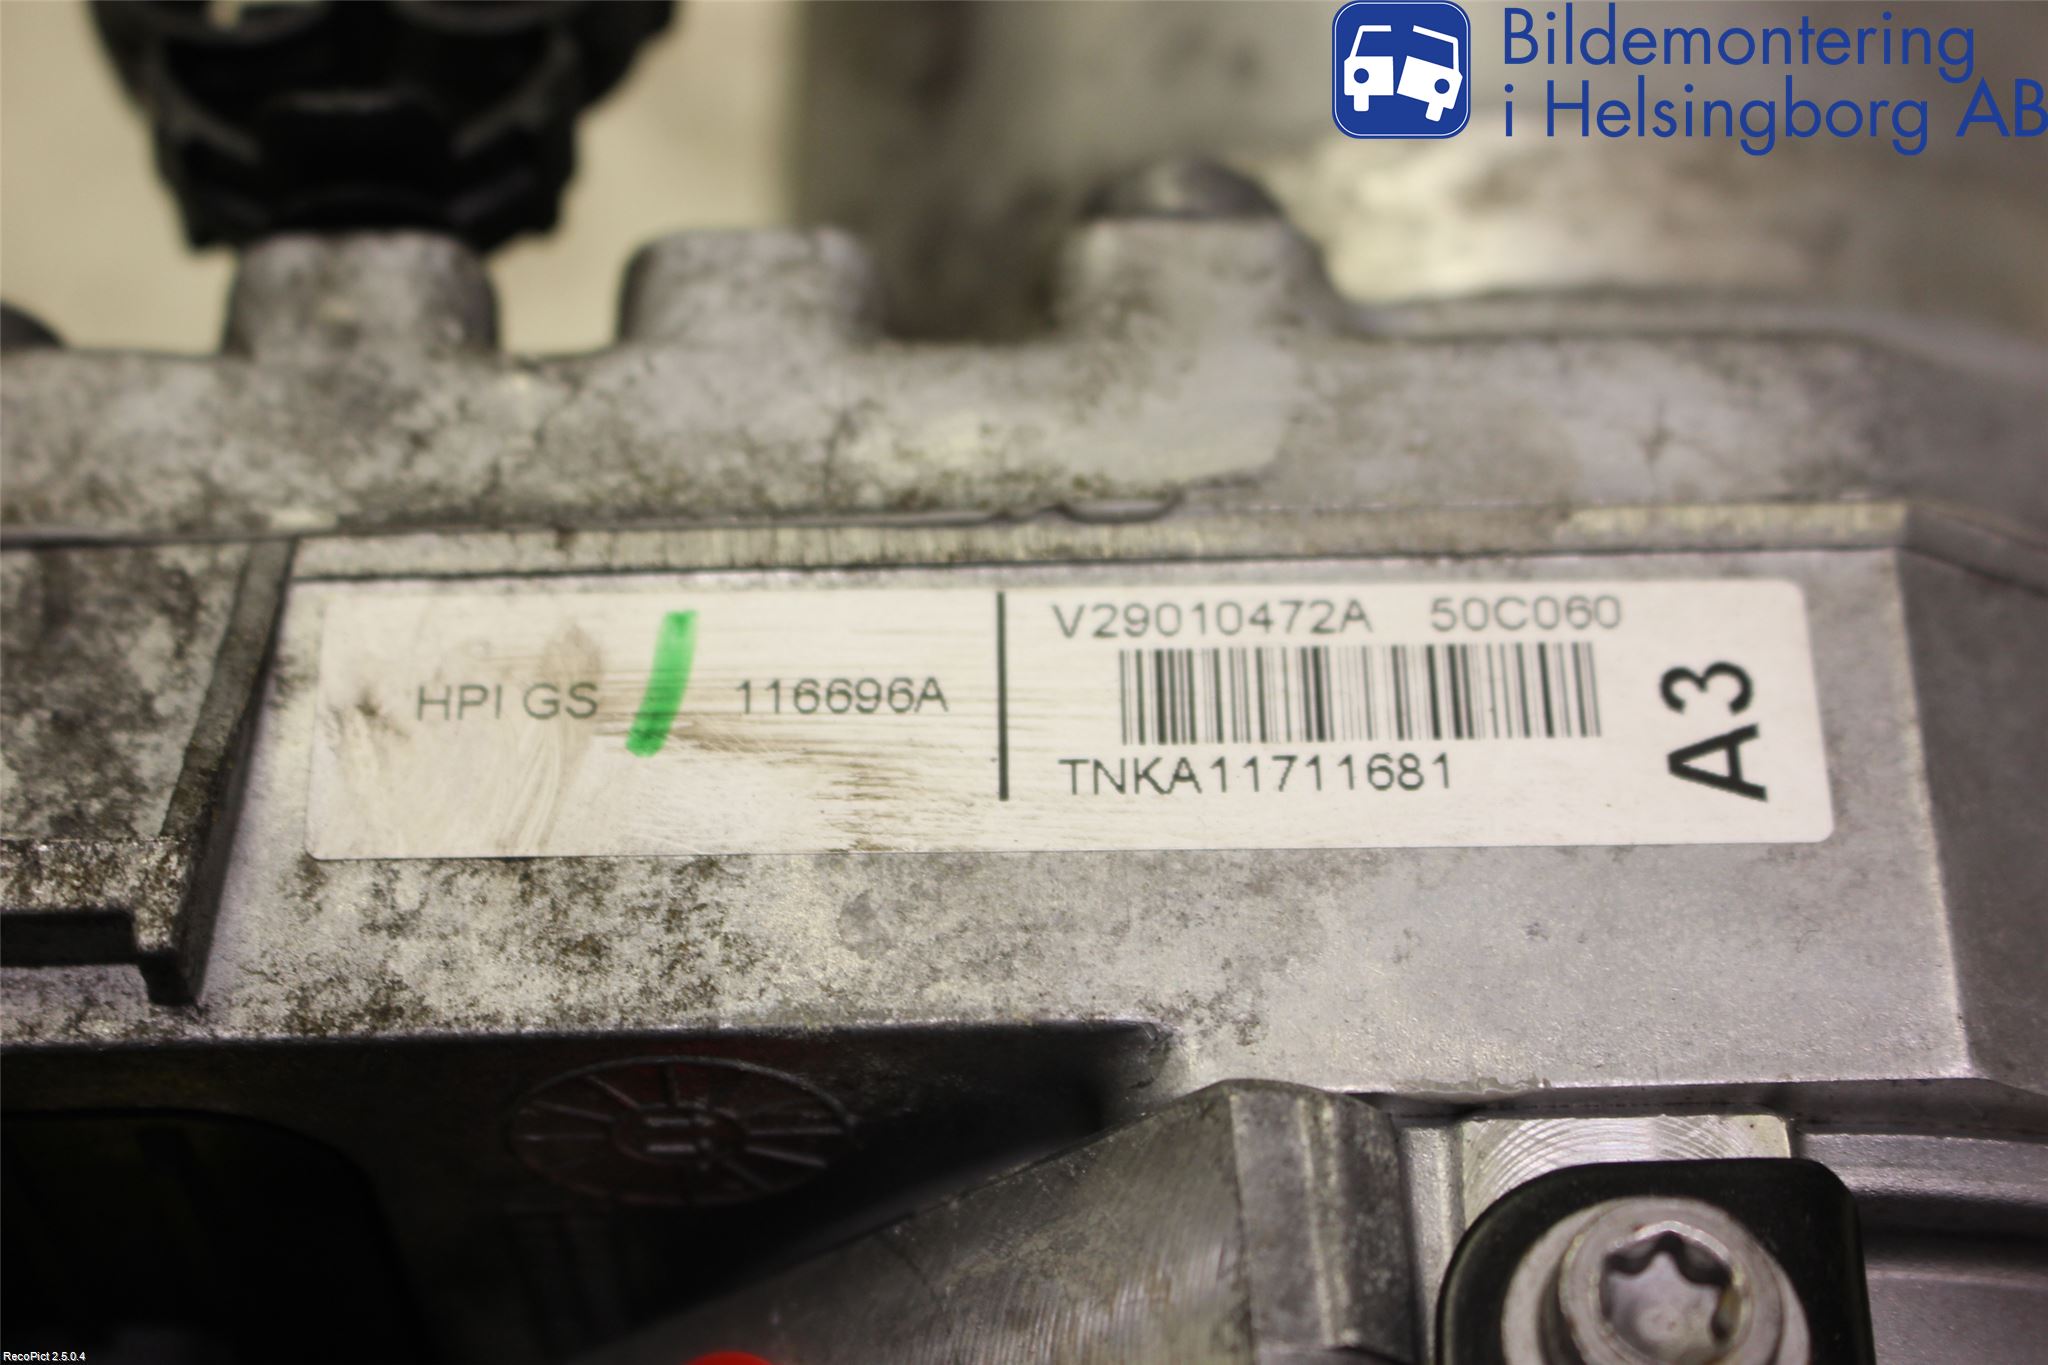 Bildemontering
i Helsingborg AB
HPI GS 116696A
V29010472A 50C060
TNKA11711681
A3
RecoPict 2.5.0.4